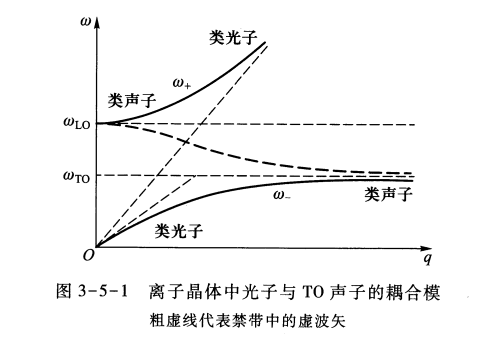 ω
类光子
类声子
ω₊
ω_LO
ω_TO
ω₋
类声子
类光子
O
q
图 3-5-1 离子晶体中光子与 TO 声子的耦合模
粗虚线代表禁带中的虚波矢